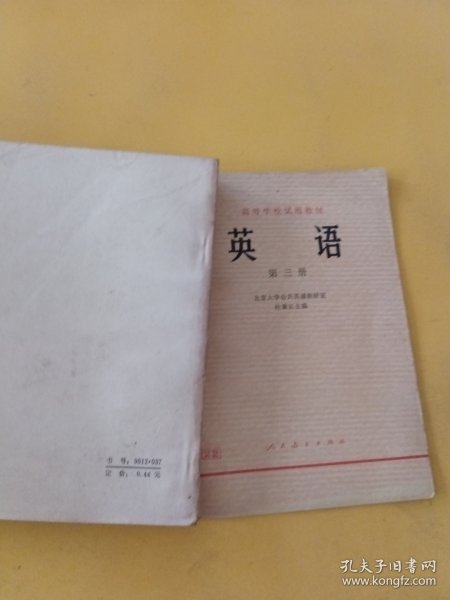 书 号：9012·037
定 价： 0.44 元
高等学校试用教材
英 语
第三册
北京大学公共英语教研室
杜秉正主编
人民教育出版社
孔夫子旧书网
www.kongfz.com